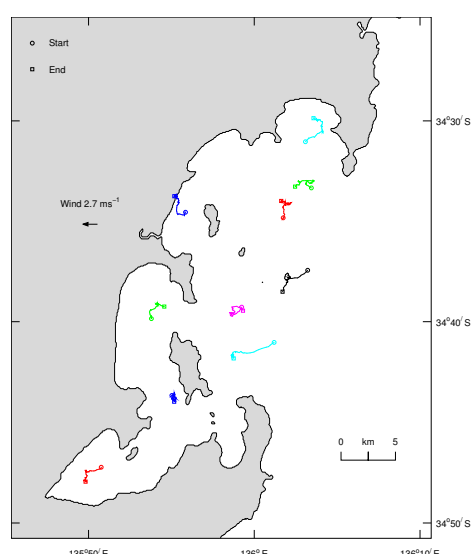 Start
End
34°30′ S
Wind 2.7 ms⁻¹
34°40′ S
0 km 5
34°50′ S